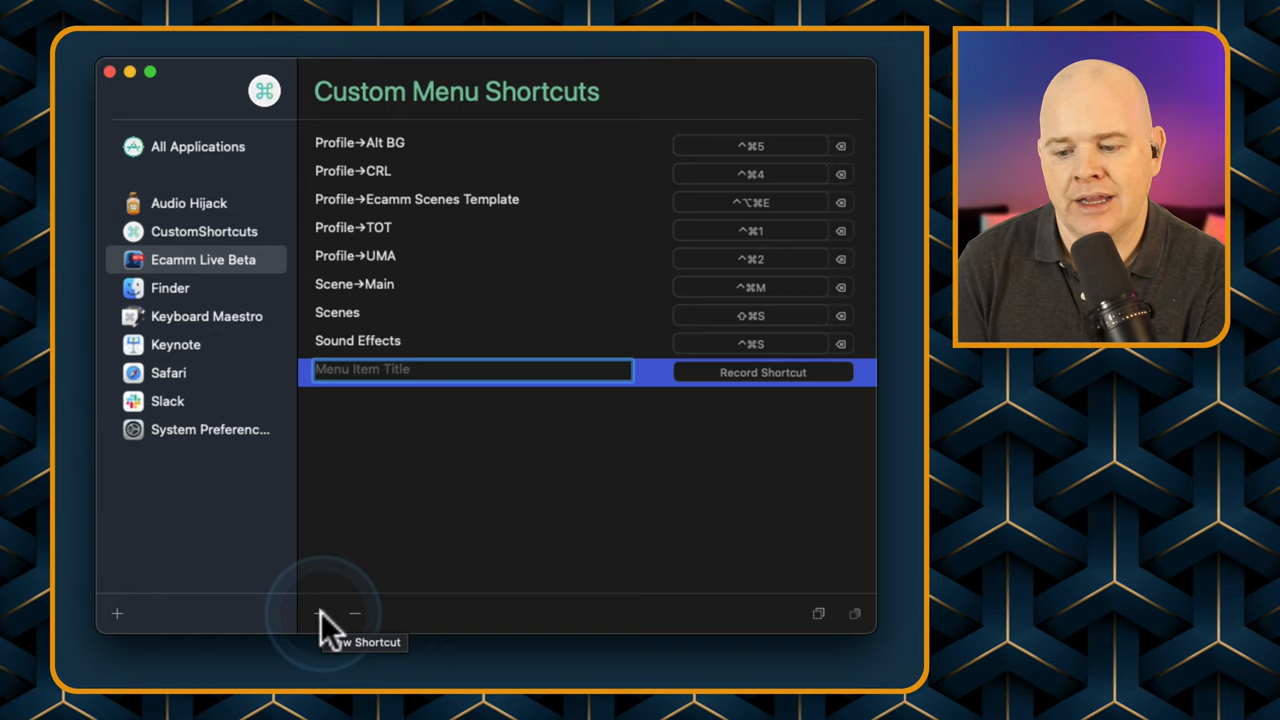 Custom Menu Shortcuts
All Applications
Audio Hijack
CustomShortcuts
Ecamm Live Beta
Finder
Keyboard Maestro
Keynote
Safari
Slack
System Preferenc...
Profile→Alt BG ^⌘5
Profile→CRL ^⌘4
Profile→Ecamm Scenes Template ^⌥⌘E
Profile→TOT ^⌘1
Profile→UMA ^⌘2
Scene→Main ^⌘M
Scenes ⇧⌘S
Sound Effects ^⌘S
Menu Item Title Record Shortcut
Shortcut